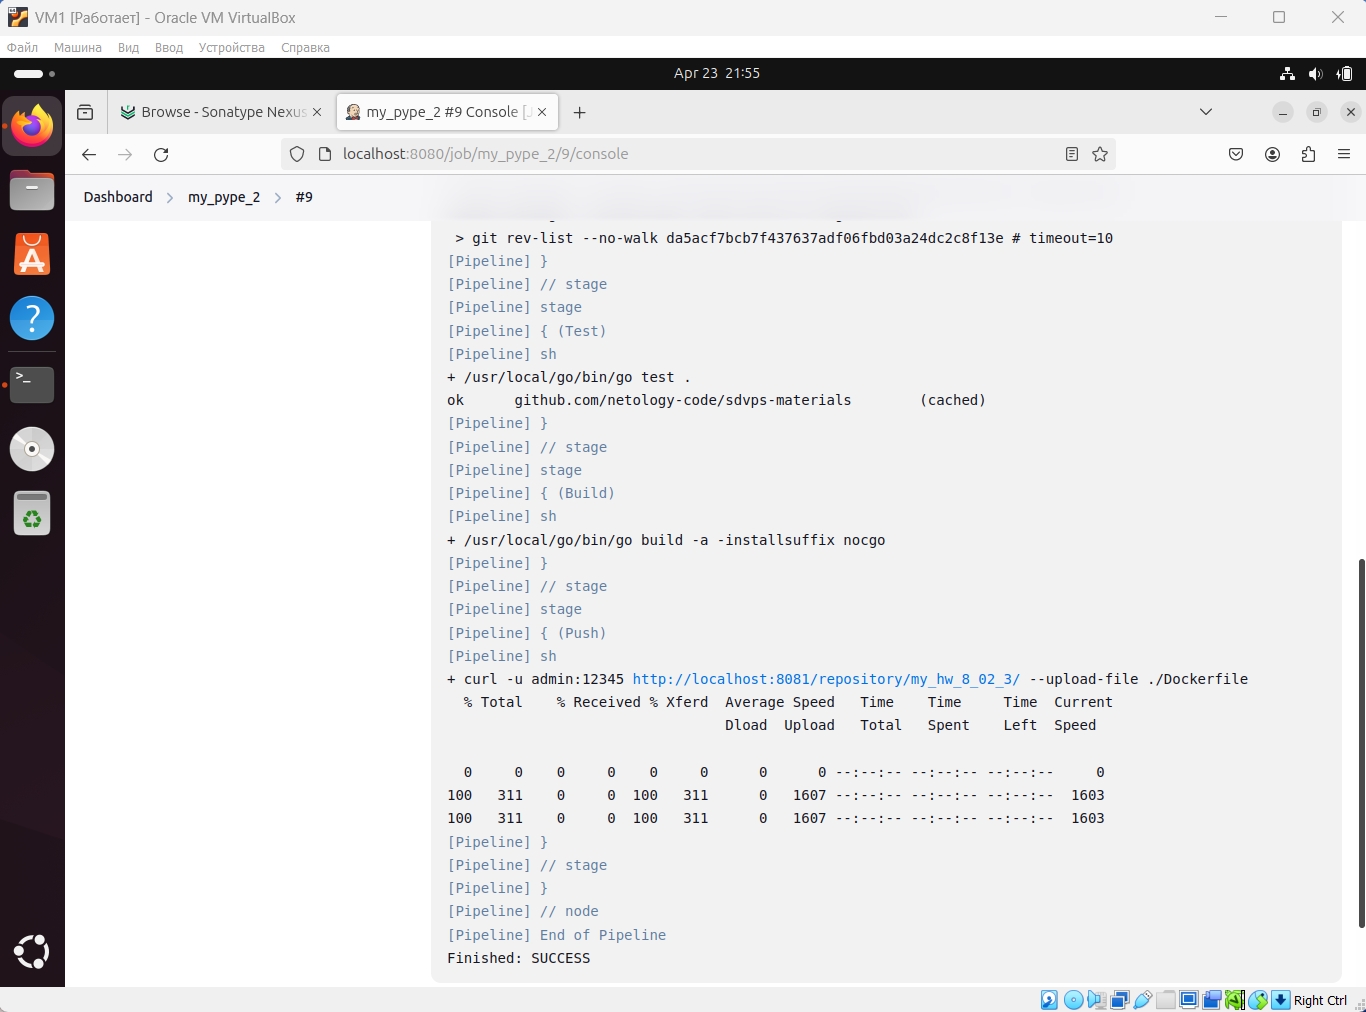 VM1 [Работает] - Oracle VM VirtualBox
Файл Машина Вид Ввод Устройства Справка
Apr 23 21:55
Browse - Sonatype Nexus
my_pype_2 #9 Console [J
localhost:8080/job/my_pype_2/9/console
Dashboard > my_pype_2 > #9
> git rev-list --no-walk da5acf7bcb7f437637adf06fbd03a24dc2c8f13e # timeout=10
[Pipeline] }
[Pipeline] // stage
[Pipeline] stage
[Pipeline] { (Test)
[Pipeline] sh
+ /usr/local/go/bin/go test .
ok github.com/netology-code/sdvps-materials (cached)
[Pipeline] }
[Pipeline] // stage
[Pipeline] stage
[Pipeline] { (Build)
[Pipeline] sh
+ /usr/local/go/bin/go build -a -installsuffix nocgo
[Pipeline] }
[Pipeline] // stage
[Pipeline] stage
[Pipeline] { (Push)
[Pipeline] sh
+ curl -u admin:12345 http://localhost:8081/repository/my_hw_8_02_3/ --upload-file ./Dockerfile
% Total % Received % Xferd Average Speed Time Time Time Current
Dload Upload Total Spent Left Speed
0 0 0 0 0 0 0 0 --:--:-- --:--:-- --:--:-- 0
100 311 0 0 100 311 0 1607 --:--:-- --:--:-- --:--:-- 1603
100 311 0 0 100 311 0 1607 --:--:-- --:--:-- --:--:-- 1603
[Pipeline] }
[Pipeline] // stage
[Pipeline] }
[Pipeline] // node
[Pipeline] End of Pipeline
Finished: SUCCESS
Right Ctrl